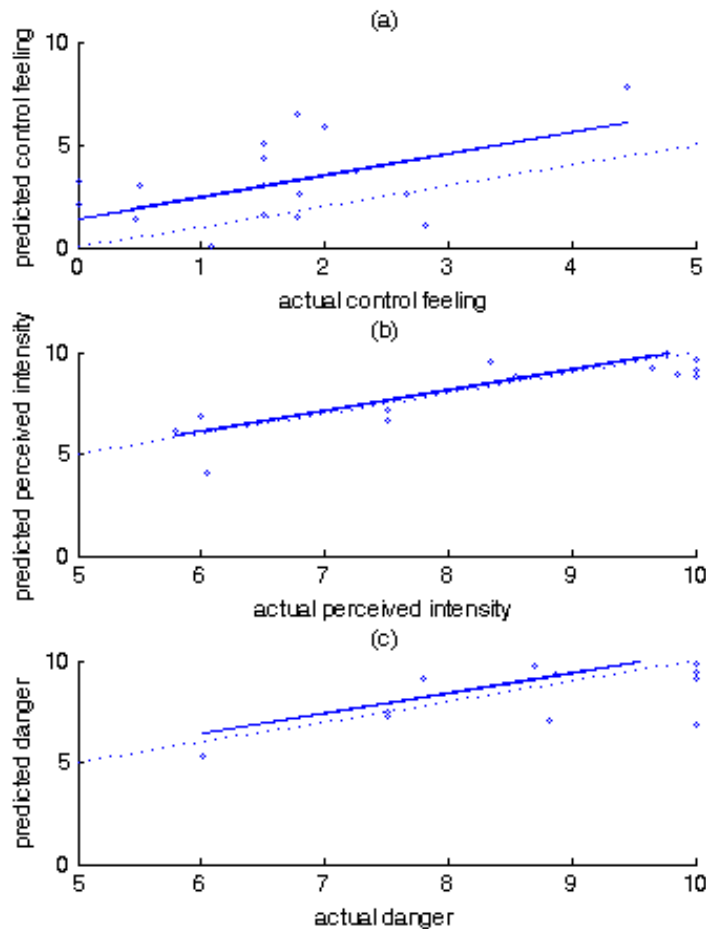 (a)
10
5
0
predicted control feeling
0 1 2 3 4 5
actual control feeling
(b)
10
5
0
predicted perceived intensity
5 6 7 8 9 10
actual perceived intensity
(c)
10
5
0
predicted danger
5 6 7 8 9 10
actual danger